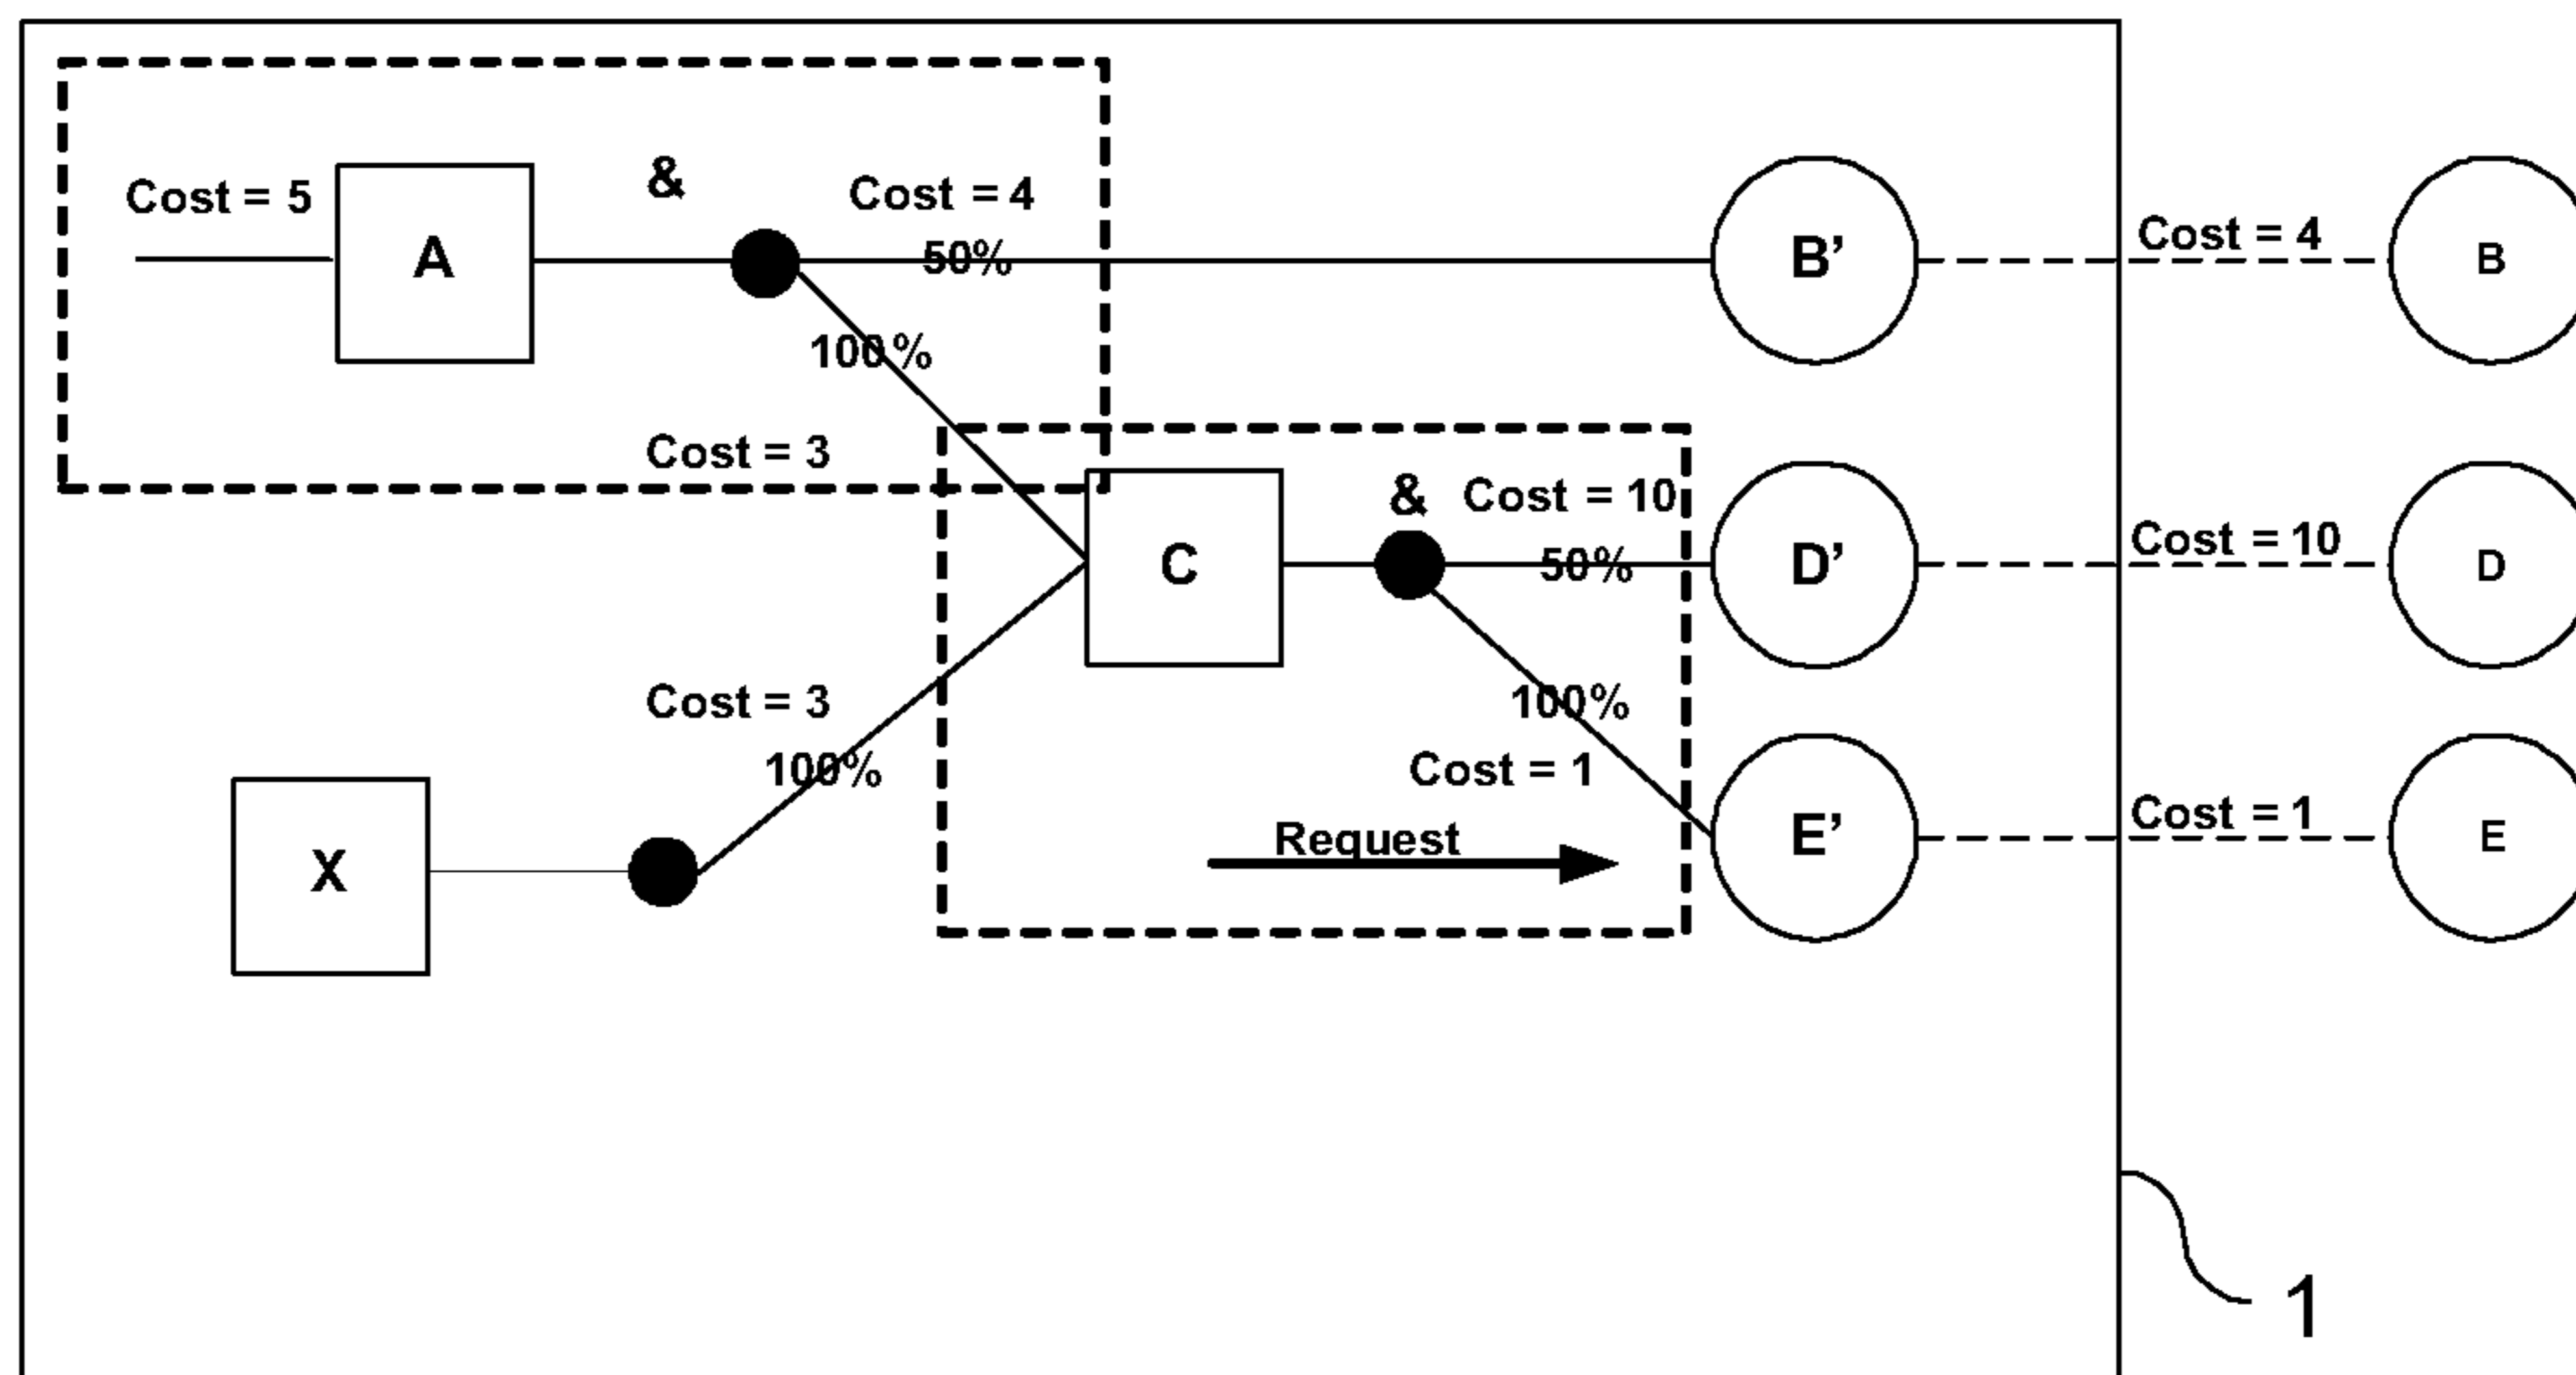 &
Cost = 5
A
Cost = 4
50%
B’
Cost = 4
B
100%
Cost = 3
&
Cost = 10
C
50%
D’
Cost = 10
D
Cost = 3
100%
100%
Cost = 1
Request
E’
Cost = 1
E
X
1